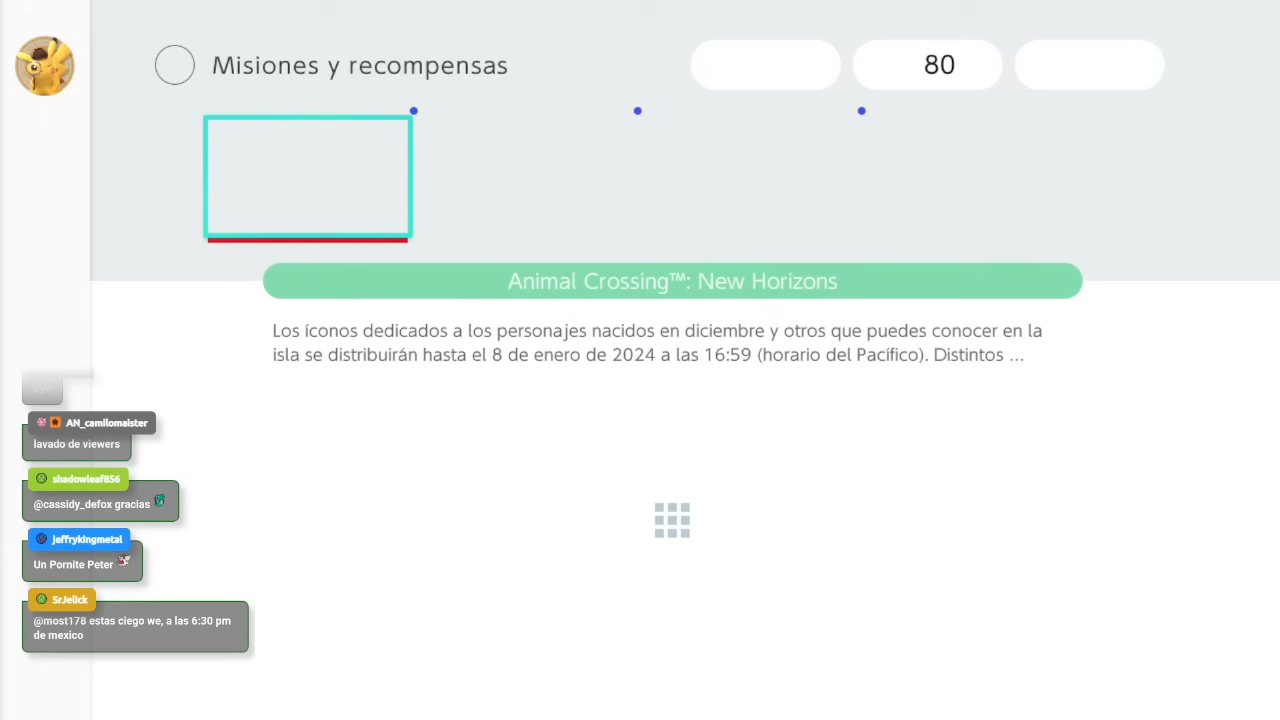 Misiones y recompensas
80
Animal Crossing™: New Horizons
Los íconos dedicados a los personajes nacidos en diciembre y otros que puedes conocer en la
isla se distribuirán hasta el 8 de enero de 2024 a las 16:59 (horario del Pacífico). Distintos ...
AN_camilomaister
lavado de viewers
shadowleaf856
@cassidy_defox gracias
jeffrykingmetal
Un Pornite Peter
SrJelick
@most178 estas ciego we, a las 6:30 pm
de mexico